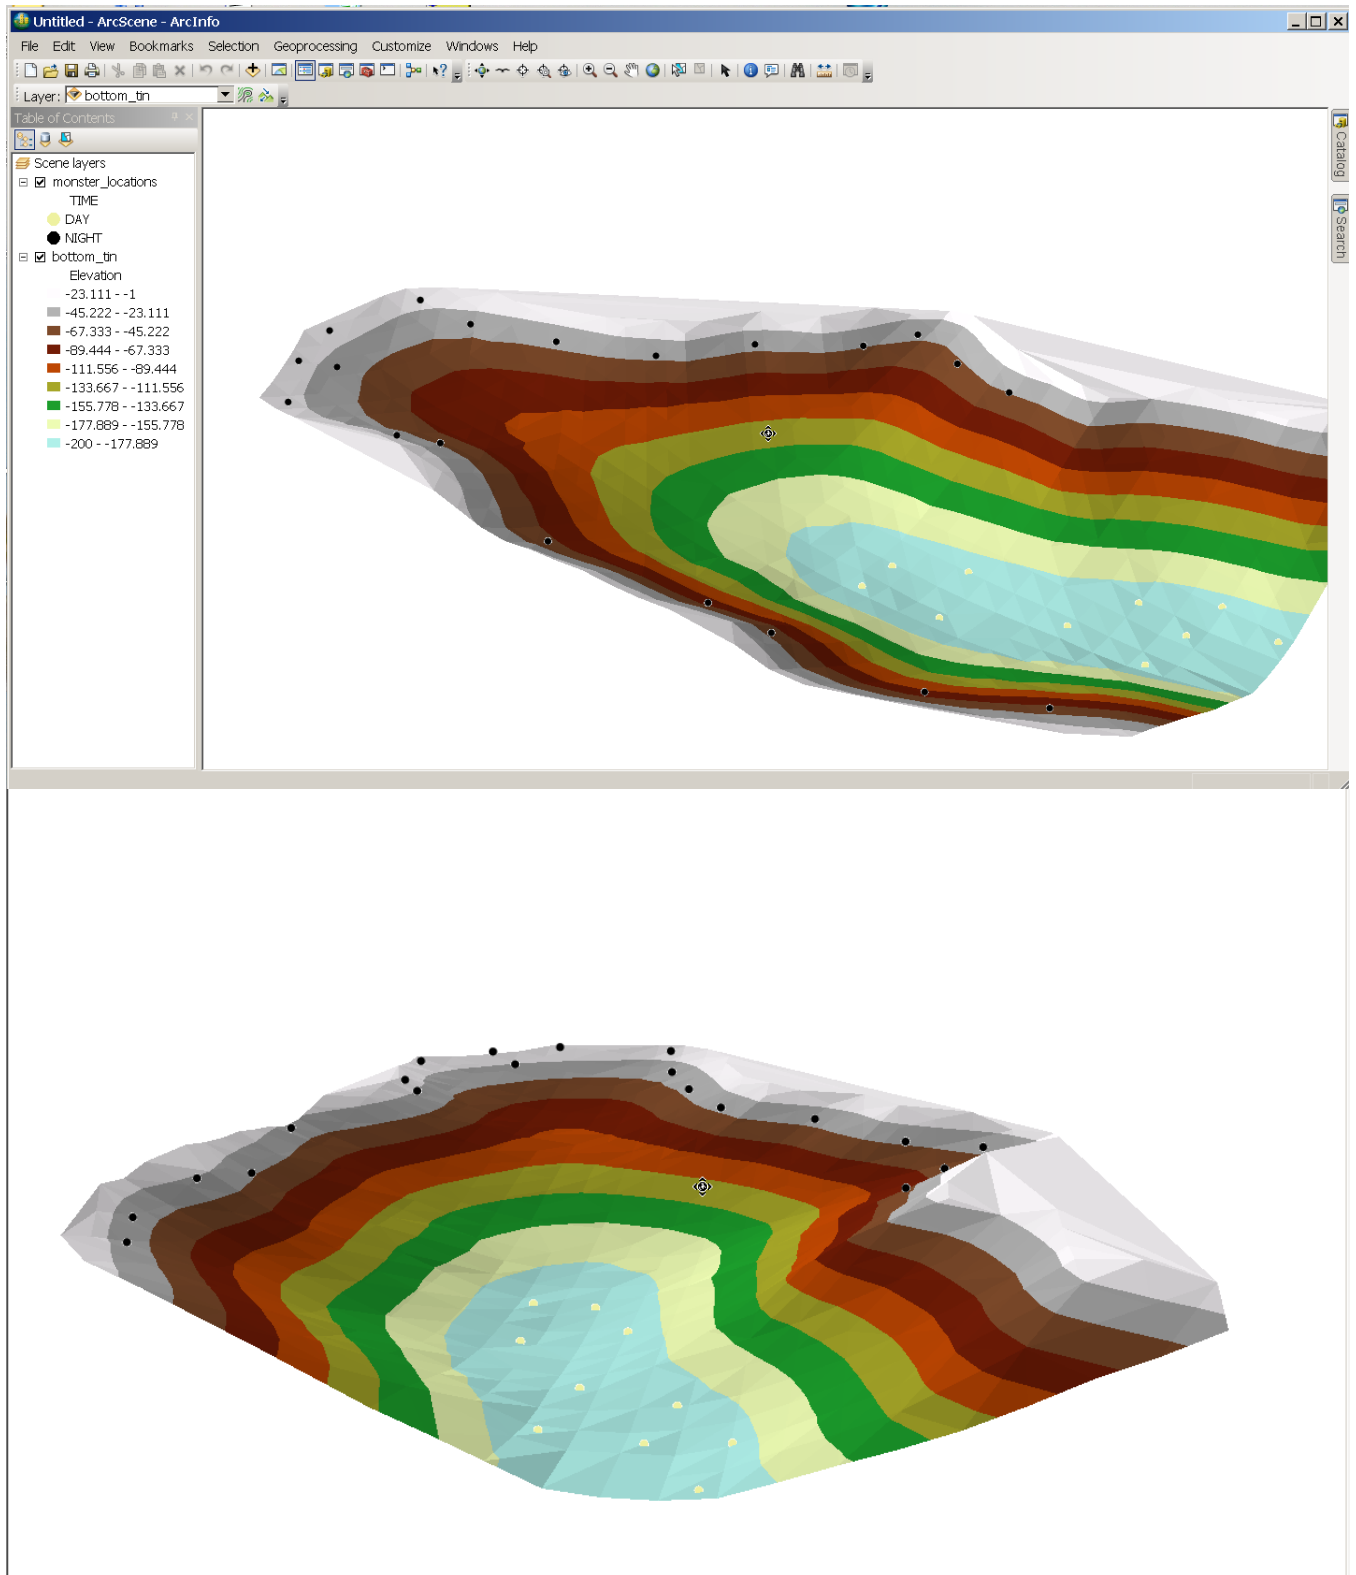 Untitled - ArcScene - ArcInfo
File Edit View Bookmarks Selection Geoprocessing Customize Windows Help
Layer: bottom_tin
Table of Contents
Scene layers
monster_locations
TIME
DAY
NIGHT
bottom_tin
Elevation
-23.111 - -1
-45.222 - -23.111
-67.333 - -45.222
-89.444 - -67.333
-111.556 - -89.444
-133.667 - -111.556
-155.778 - -133.667
-177.889 - -155.778
-200 - -177.889
Catalog
Search